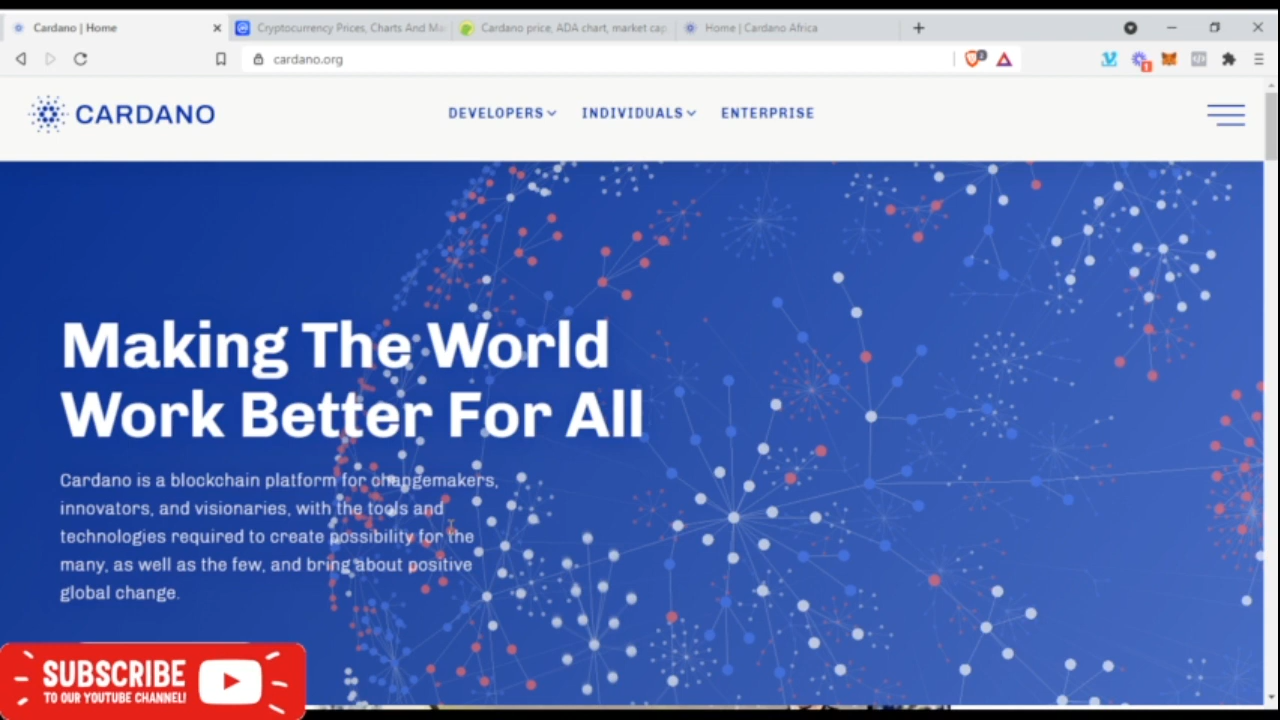 Cardano | Home
Cryptocurrency Prices, Charts And Ma
Cardano price, ADA chart, market cap
Home | Cardano Africa
cardano.org
CARDANO
DEVELOPERS
INDIVIDUALS
ENTERPRISE
Making The World
Work Better For All
Cardano is a blockchain platform for changemakers,
innovators, and visionaries, with the tools and
technologies required to create possibility for the
many, as well as the few, and bring about positive
global change.
SUBSCRIBE
TO OUR YOUTUBE CHANNEL!